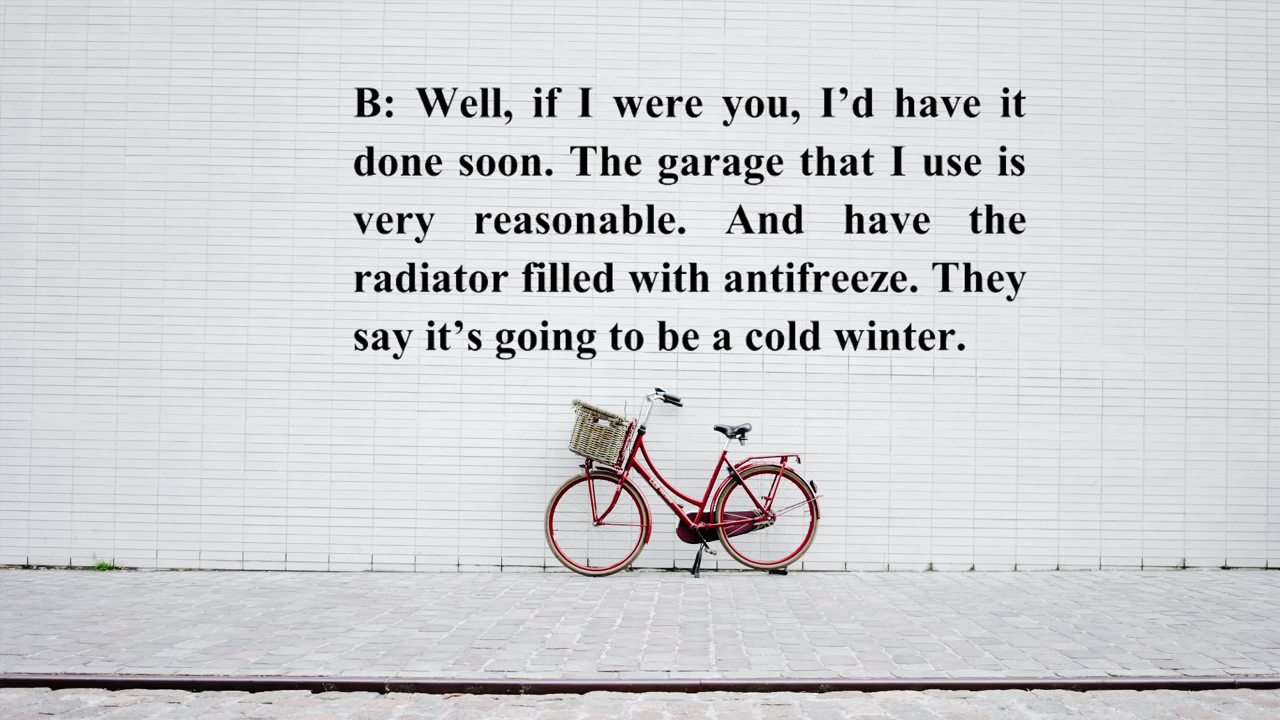 B: Well, if I were you, I’d have it
done soon. The garage that I use is
very reasonable. And have the
radiator filled with antifreeze. They
say it’s going to be a cold winter.